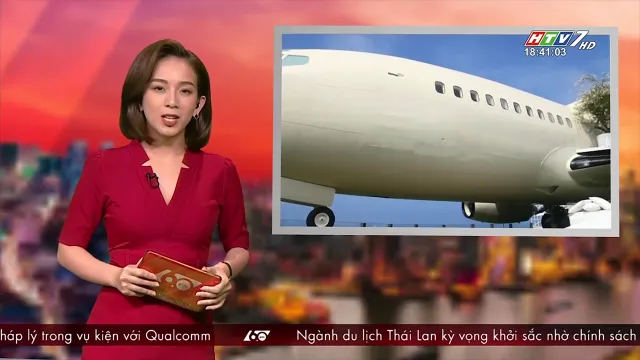 HTV7 HD
18:41:03
háp lý trong vụ kiện với Qualcomm 60 Ngành du lịch Thái Lan kỳ vọng khởi sắc nhờ chính sách